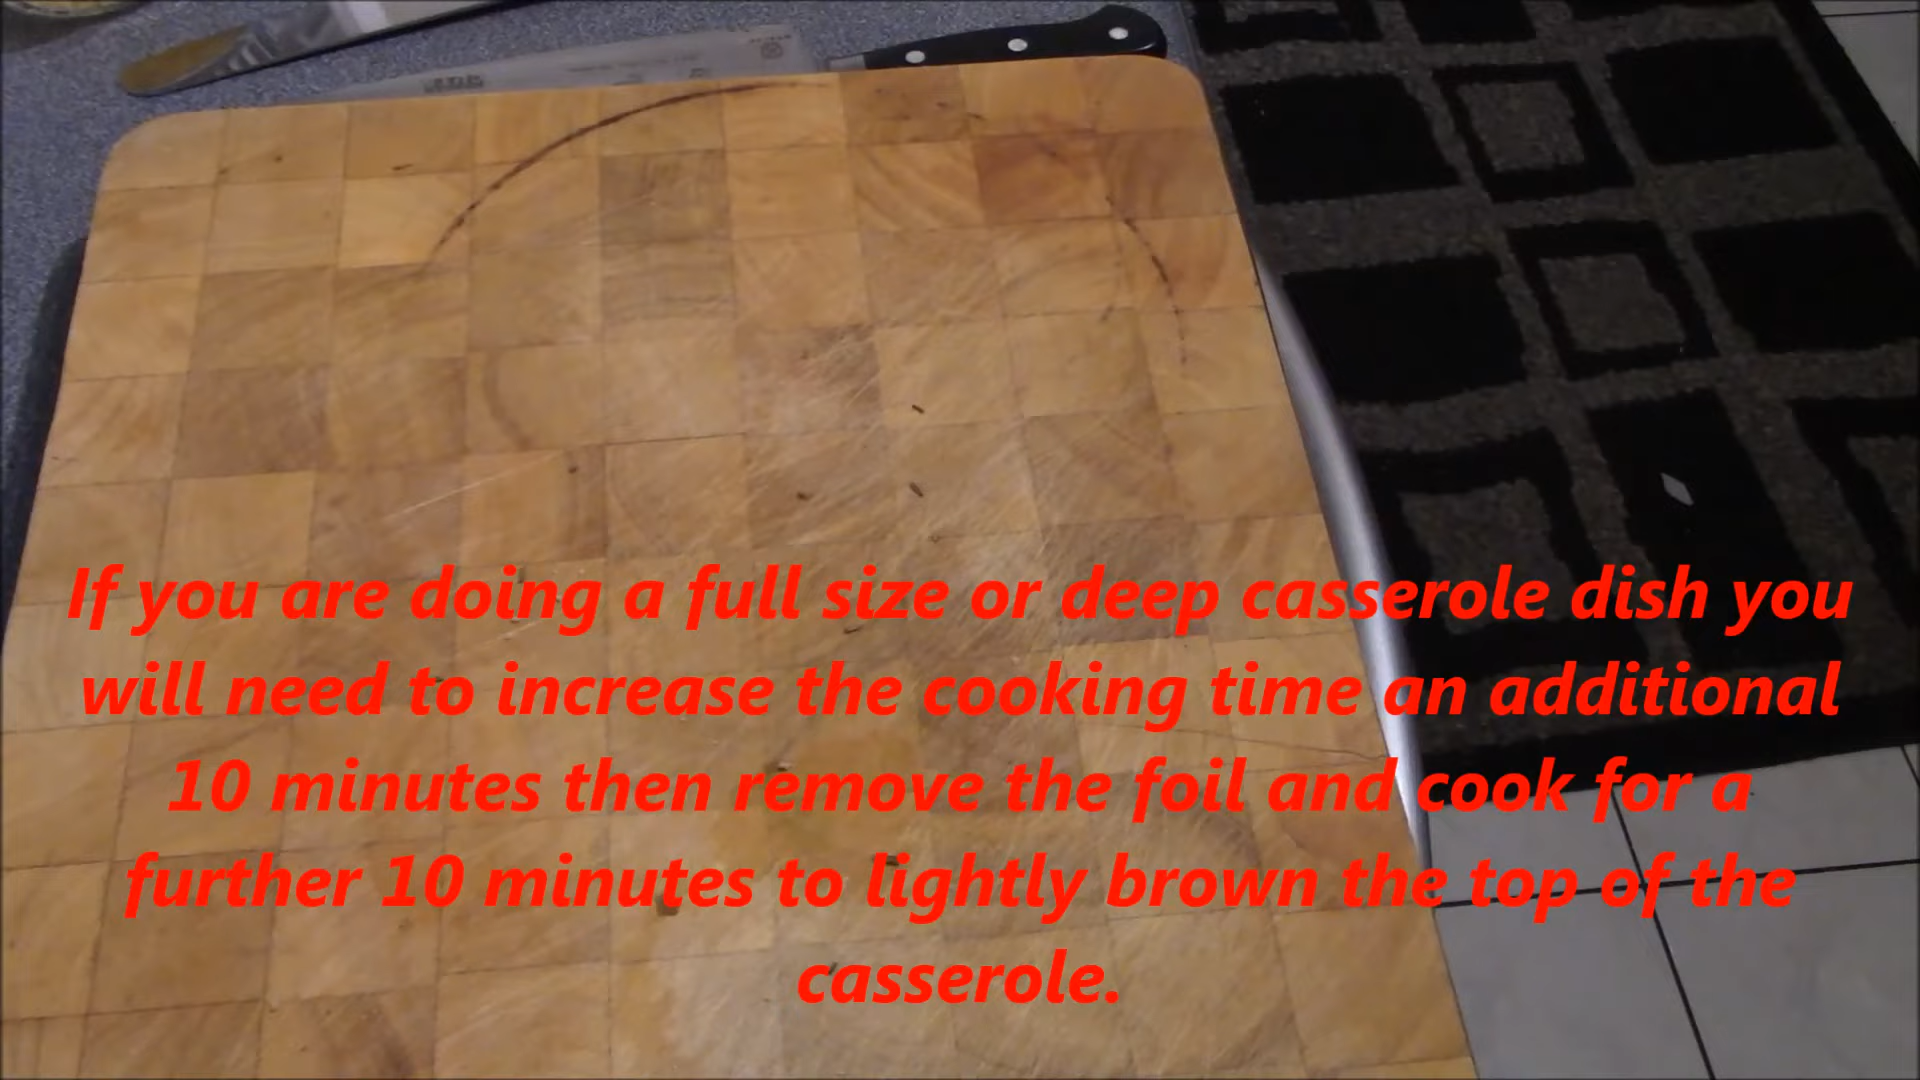 If you are doing a full size or deep casserole dish you
will need to increase the cooking time an additional
10 minutes then remove the foil and cook for a
further 10 minutes to lightly brown the top of the
casserole.